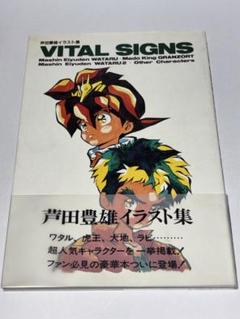 芦田豊雄イラスト集
VITAL SIGNS
Mashin Eiyuden WATARU・Mado King GRANZORT
Mashin Eiyuden WATARU2・Other Characters
芦田豊雄イラスト集
ワタル、虎王、大地、ラビ………
超人気キャラクターを一挙掲載!
ファン必見の豪華本ついに登場!